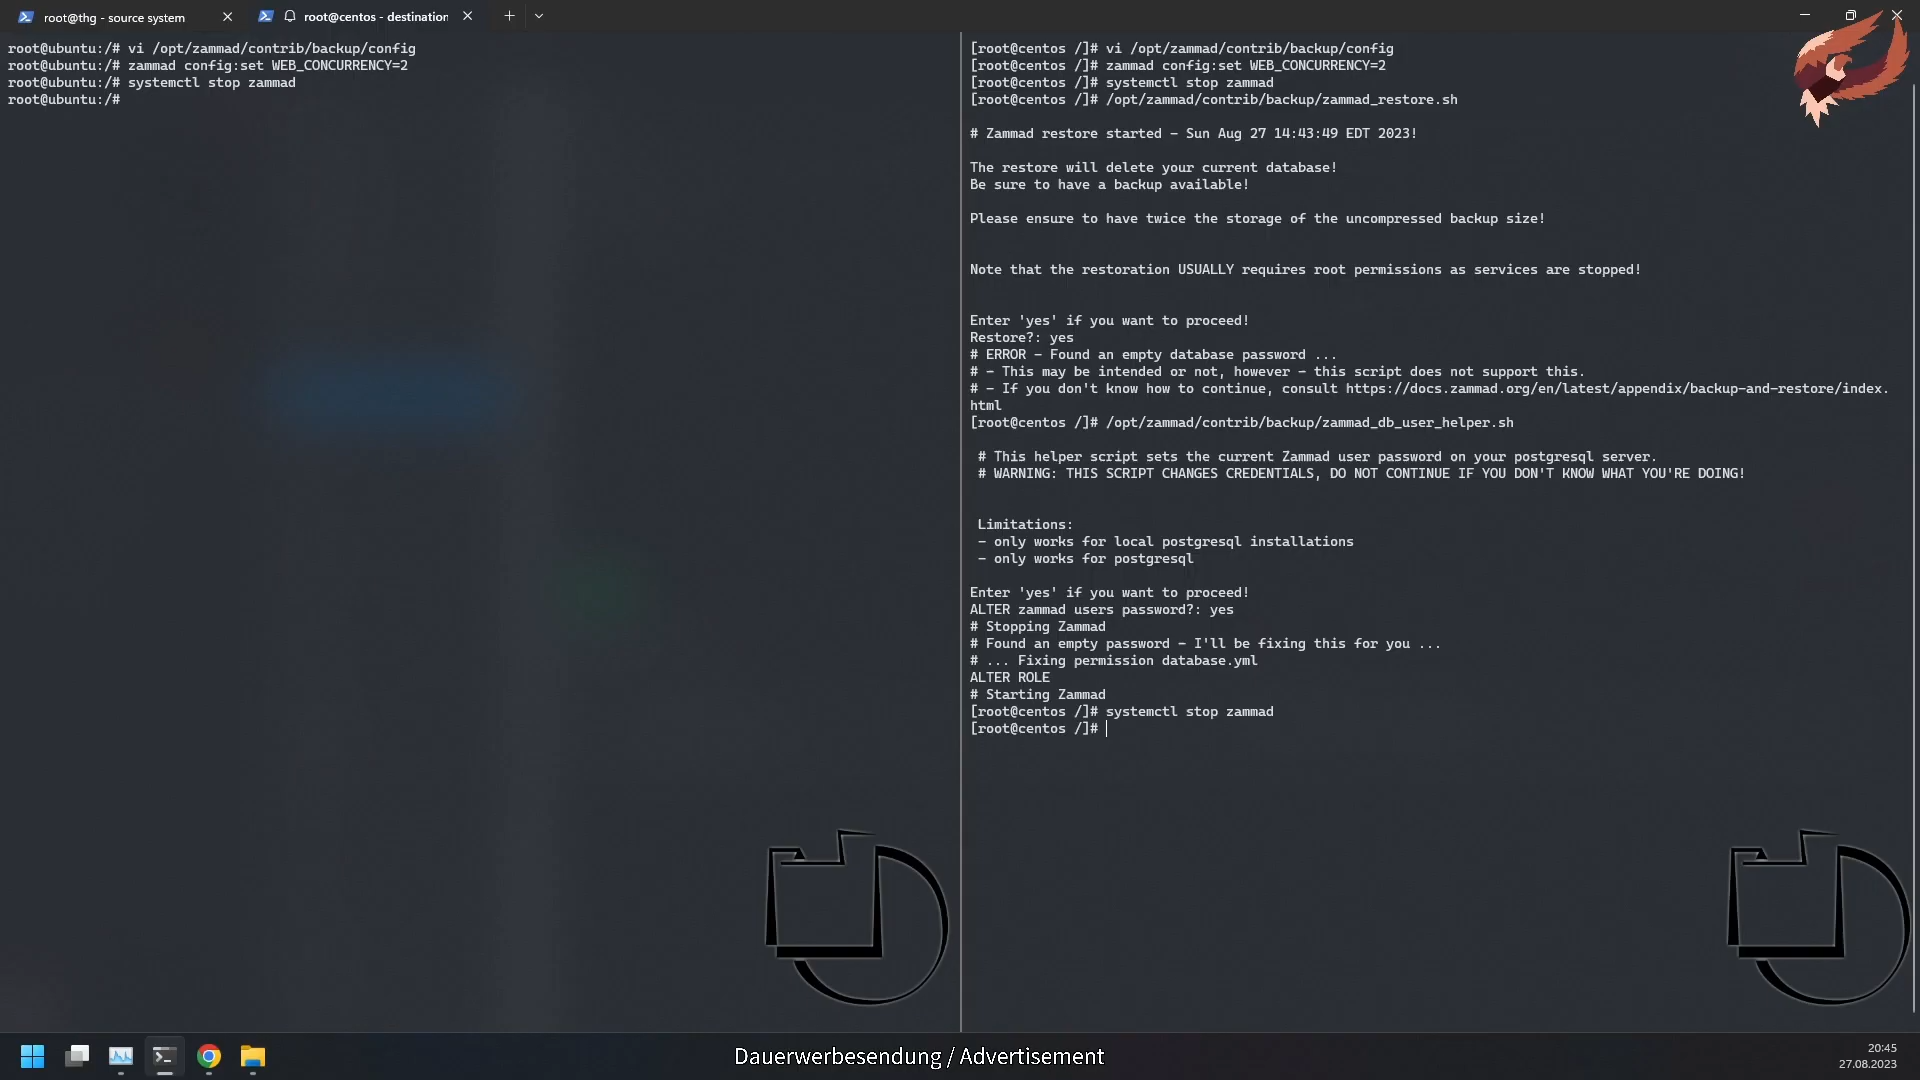 root@thg - source system
root@centos - destination
root@ubuntu:/# vi /opt/zammad/contrib/backup/config
root@ubuntu:/# zammad config:set WEB_CONCURRENCY=2
root@ubuntu:/# systemctl stop zammad
root@ubuntu:/#
[root@centos /]# vi /opt/zammad/contrib/backup/config
[root@centos /]# zammad config:set WEB_CONCURRENCY=2
[root@centos /]# systemctl stop zammad
[root@centos /]# /opt/zammad/contrib/backup/zammad_restore.sh
# Zammad restore started - Sun Aug 27 14:43:49 EDT 2023!
The restore will delete your current database!
Be sure to have a backup available!
Please ensure to have twice the storage of the uncompressed backup size!
Note that the restoration USUALLY requires root permissions as services are stopped!
Enter 'yes' if you want to proceed!
Restore?: yes
# ERROR - Found an empty database password ...
# - This may be intended or not, however - this script does not support this.
# - If you don't know how to continue, consult https://docs.zammad.org/en/latest/appendix/backup-and-restore/index.
html
[root@centos /]# /opt/zammad/contrib/backup/zammad_db_user_helper.sh
# This helper script sets the current Zammad user password on your postgresql server.
# WARNING: THIS SCRIPT CHANGES CREDENTIALS, DO NOT CONTINUE IF YOU DON'T KNOW WHAT YOU'RE DOING!
Limitations:
- only works for local postgresql installations
- only works for postgresql
Enter 'yes' if you want to proceed!
ALTER zammad users password?: yes
# Stopping Zammad
# Found an empty password - I'll be fixing this for you ...
# ... Fixing permission database.yml
ALTER ROLE
# Starting Zammad
[root@centos /]# systemctl stop zammad
[root@centos /]#
Dauerwerbesendung / Advertisement
20:45
27.08.2023